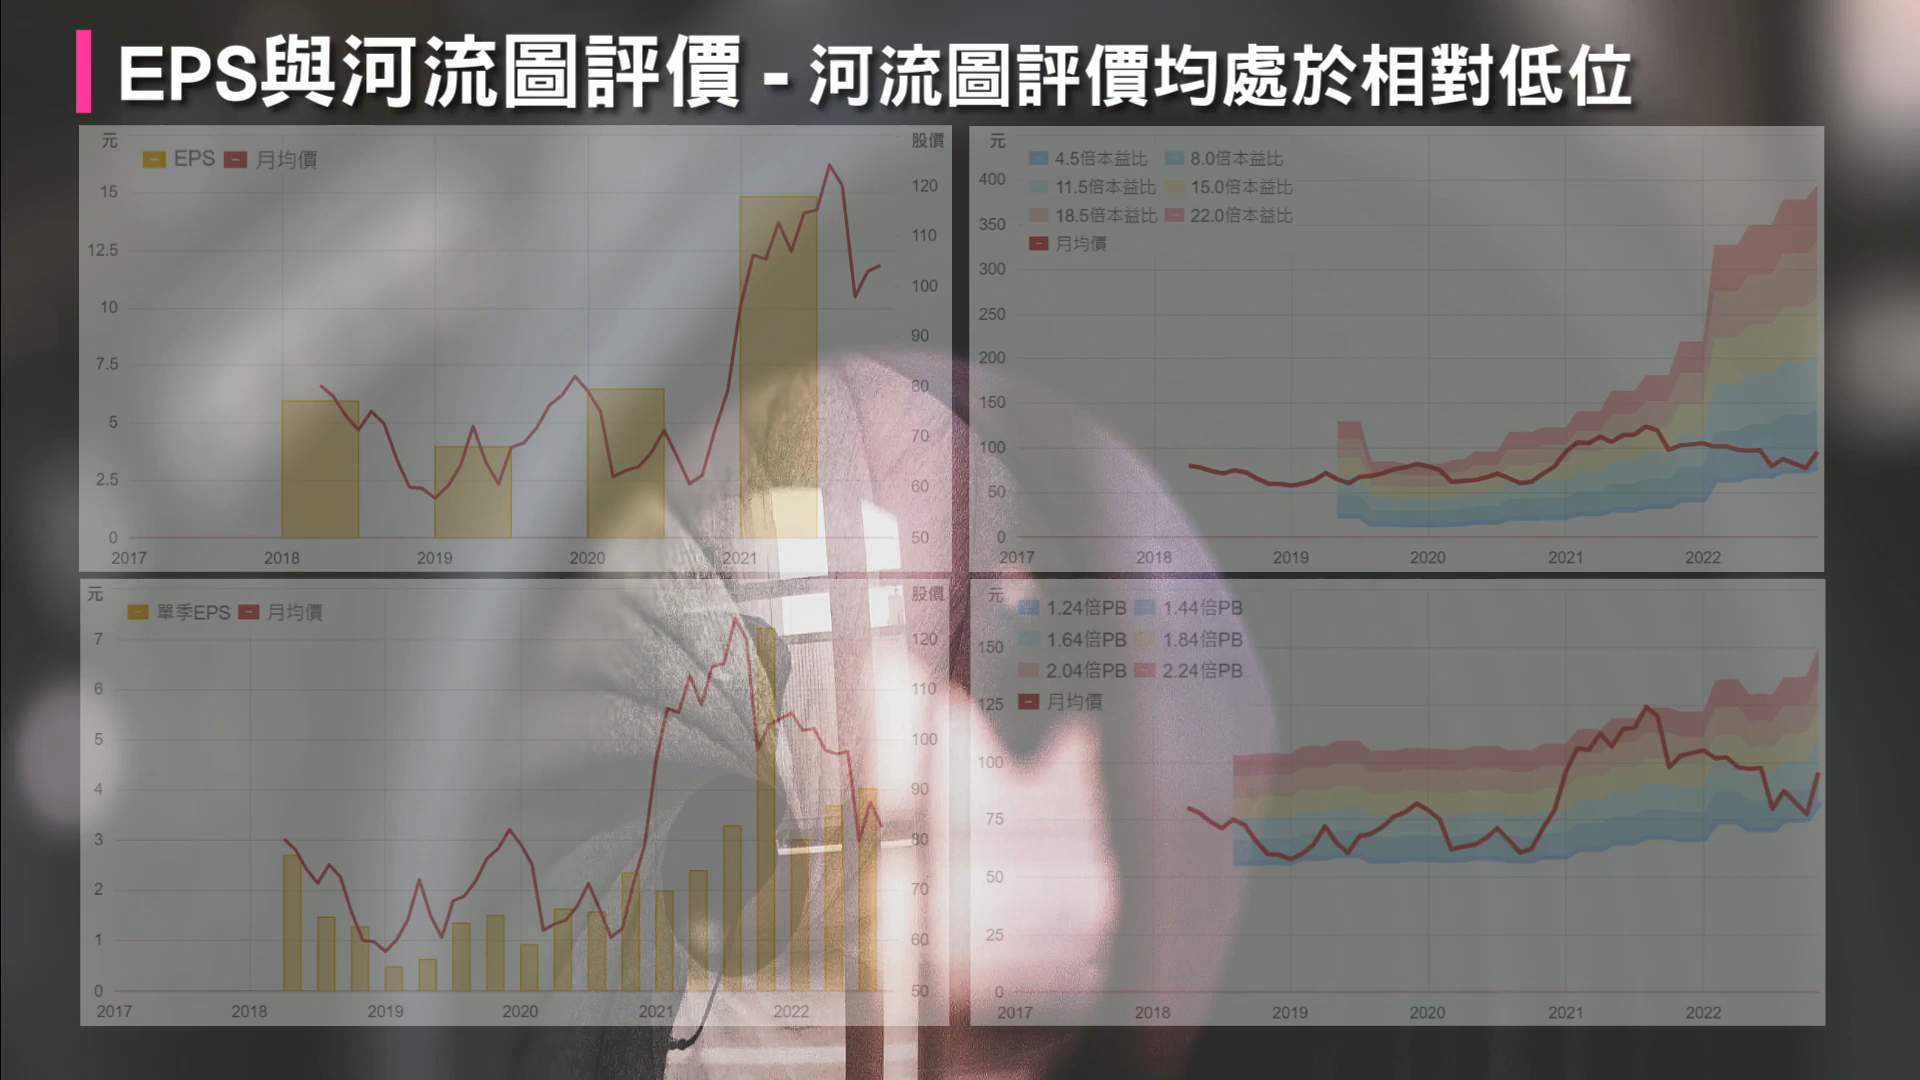 EPS與河流圖評價 - 河流圖評價均處於相對低位
元
股價
EPS 月均價
15
12.5
10
7.5
5
2.5
0
120
110
100
90
80
70
60
50
2017 2018 2019 2020 2021
元
4.5倍本益比 8.0倍本益比
11.5倍本益比 15.0倍本益比
18.5倍本益比 22.0倍本益比
月均價
400
350
300
250
200
150
100
50
0
2017 2018 2019 2020 2021 2022
元
股價
單季EPS 月均價
7
6
5
4
3
2
1
0
120
110
100
90
80
70
60
50
2017 2018 2019 2020 2021 2022
元
1.24倍PB 1.44倍PB
1.64倍PB 1.84倍PB
2.04倍PB 2.24倍PB
月均價
150
125
100
75
50
25
0
2017 2018 2019 2020 2021 2022